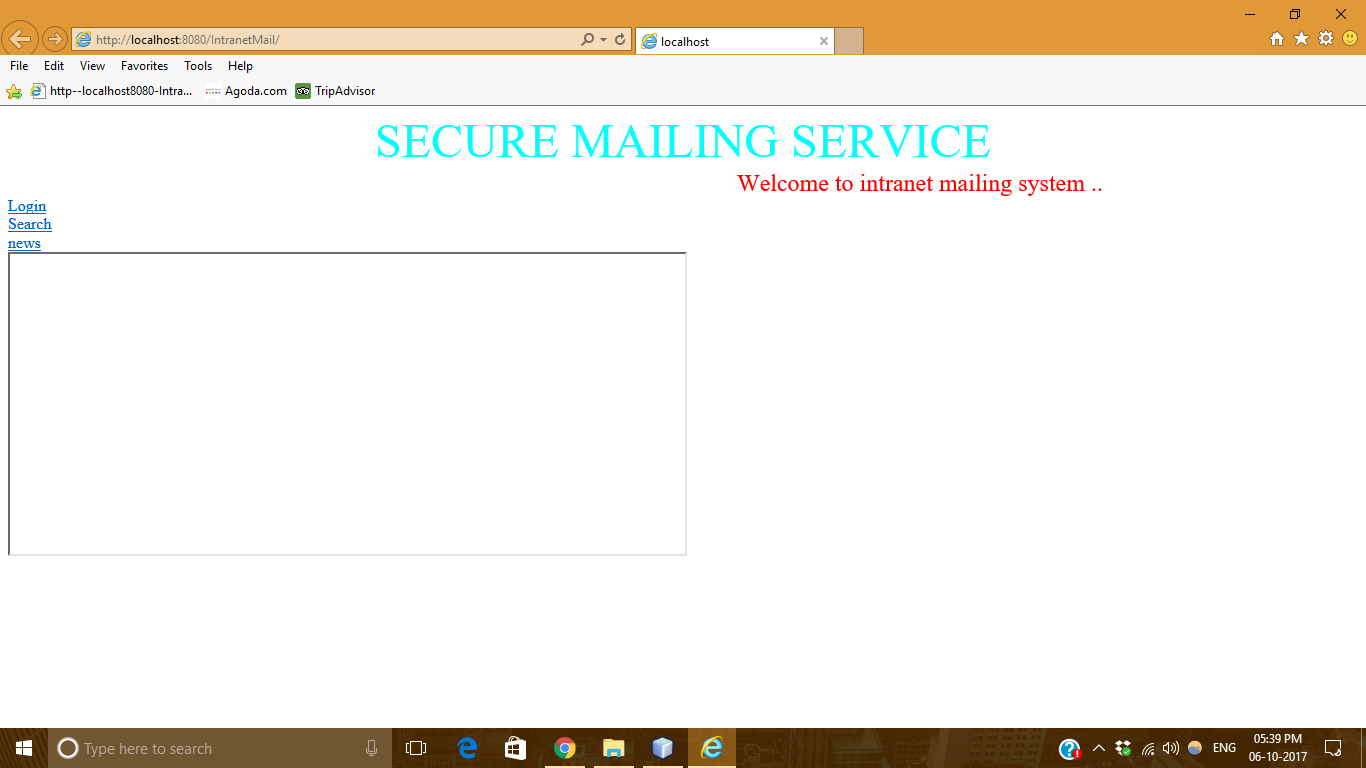 http://localhost:8080/IntranetMail/
localhost
File Edit View Favorites Tools Help
http--localhost8080-Intra... Agoda.com TripAdvisor
SECURE MAILING SERVICE
Welcome to intranet mailing system ..
Login
Search
news
Type here to search
ENG
05:39 PM
06-10-2017